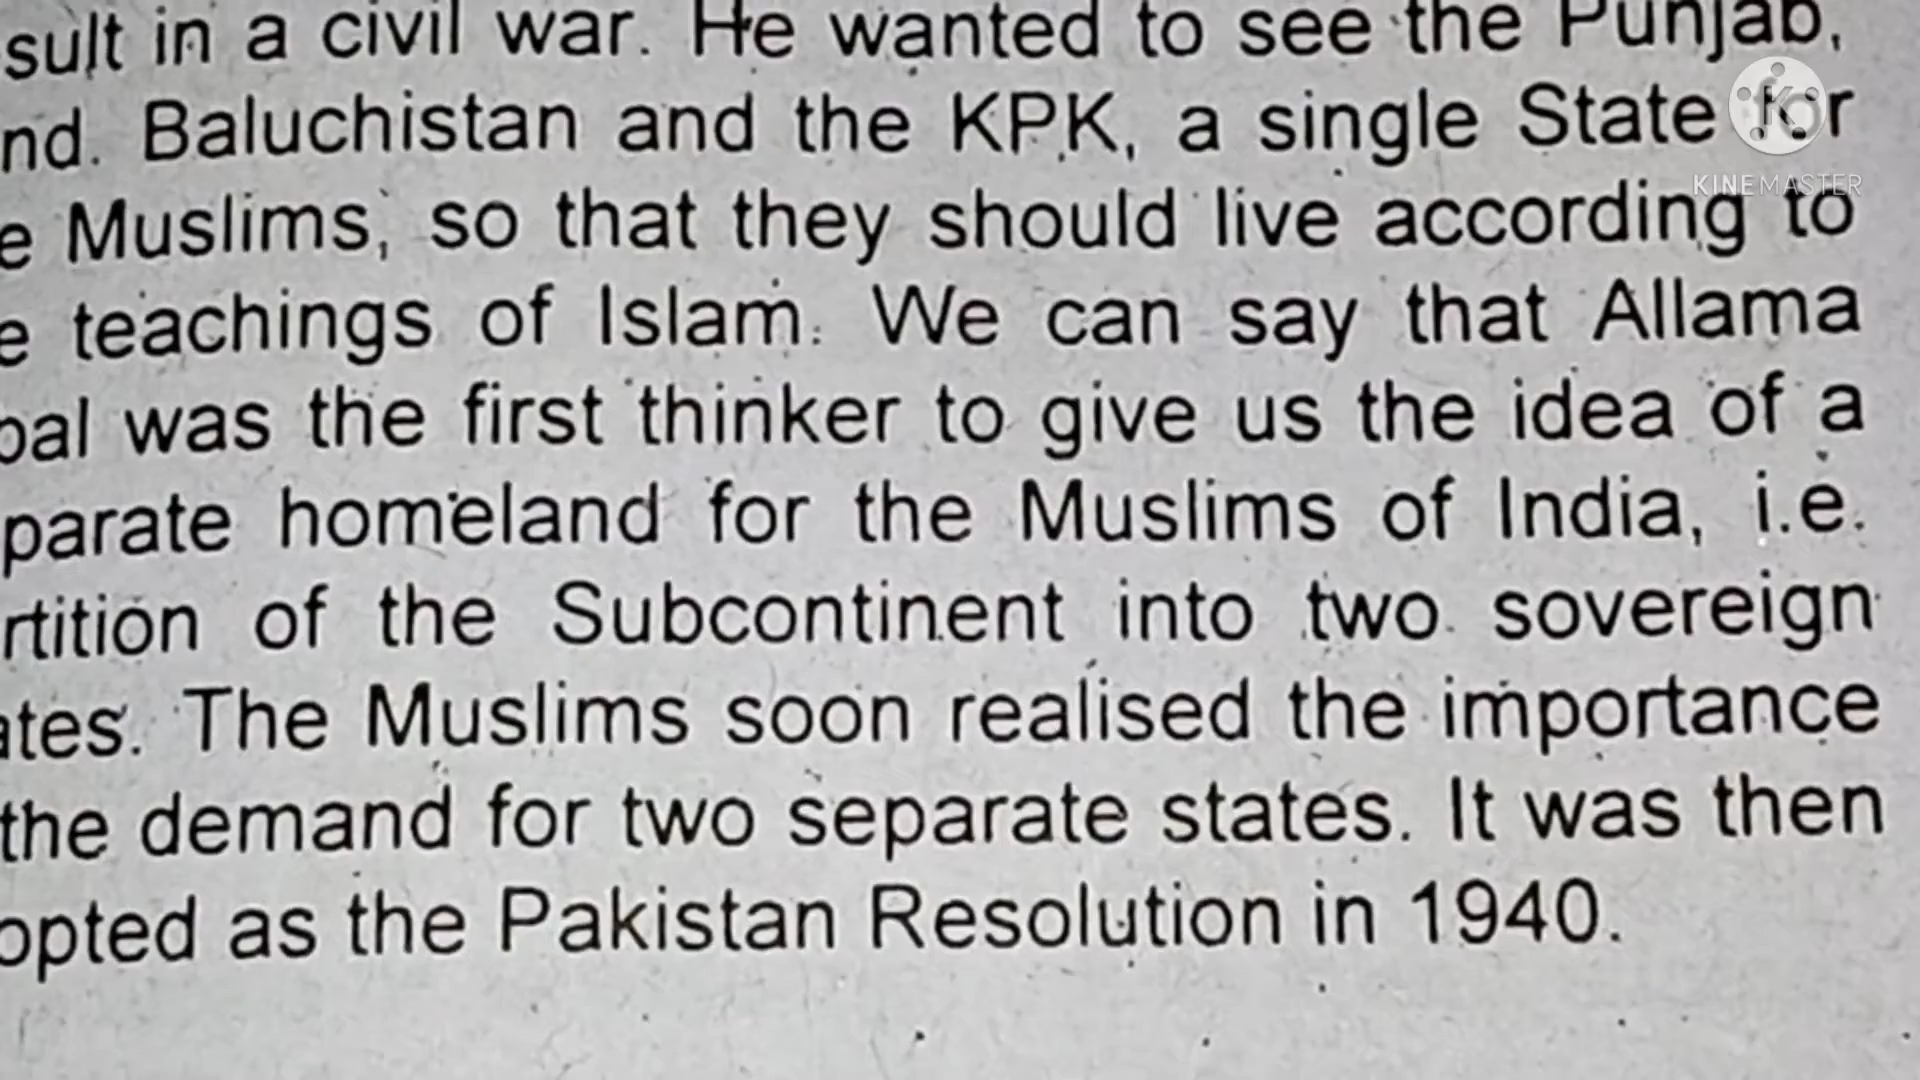 sult in a civil war. He wanted to see the Punjab,
nd. Baluchistan and the KPK, a single State for
e Muslims, so that they should live according to
e teachings of Islam. We can say that Allama
bal was the first thinker to give us the idea of a
parate homeland for the Muslims of India, i.e.
rtition of the Subcontinent into two sovereign
ates. The Muslims soon realised the importance
the demand for two separate states. It was then
opted as the Pakistan Resolution in 1940.
K
KINEMASTER